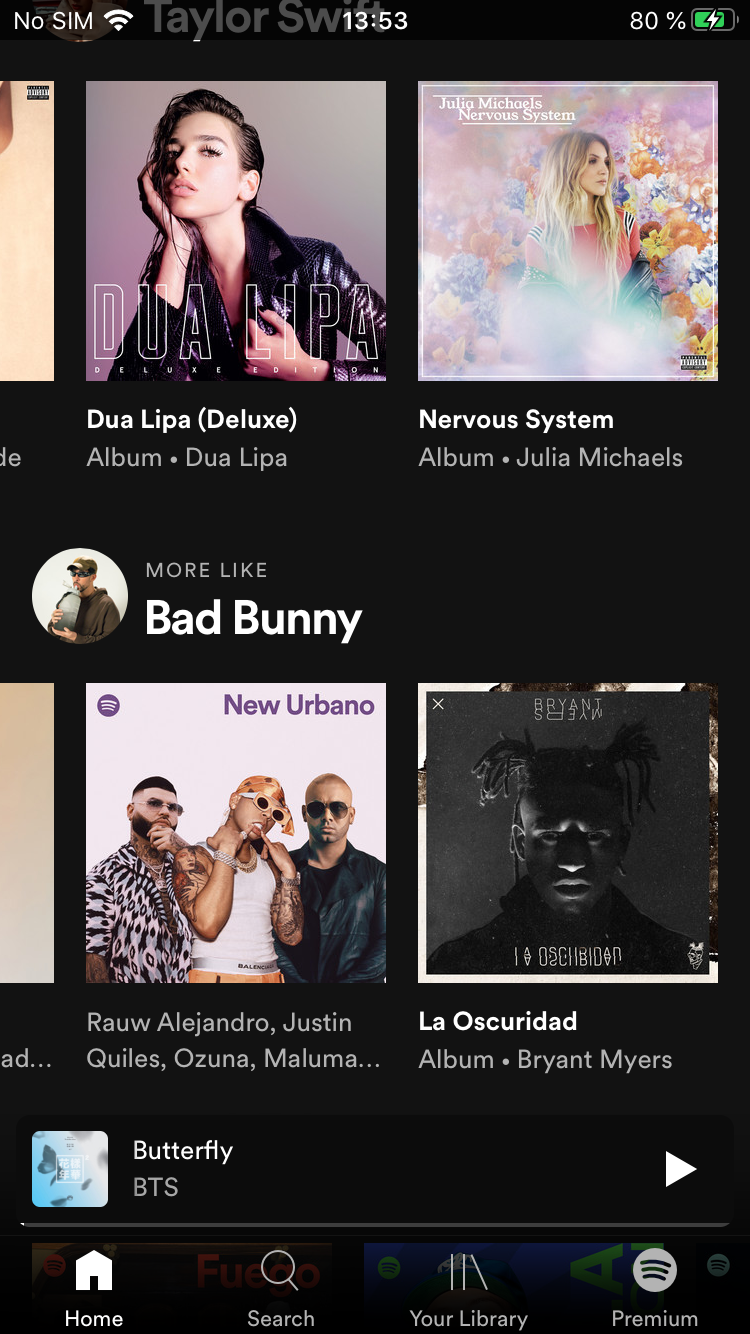 No SIM 13:53 80 %
Taylor Swift
Julia Michaels
Nervous System
DUA LIPA
DELUXE EDITION
Dua Lipa (Deluxe)
Album • Dua Lipa
Nervous System
Album • Julia Michaels
de
MORE LIKE
Bad Bunny
New Urbano
BALENCIAGA
BRYANT
MYERS
LA OSCURIDAD
Rauw Alejandro, Justin
Quiles, Ozuna, Maluma...
La Oscuridad
Album • Bryant Myers
ad...
Butterfly
BTS
Fuego
Home
Search
Your Library
Premium